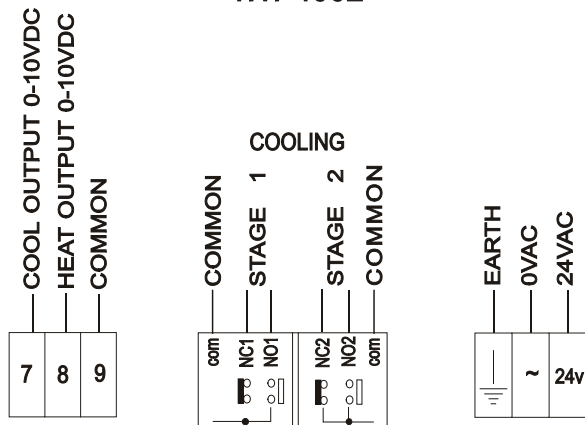 COOL OUTPUT 0-10VDC
HEAT OUTPUT 0-10VDC
COMMON
7
8
9
COOLING
COMMON
STAGE 1
STAGE 2
COMMON
com
NC1
NO1
NC2
NO2
com
EARTH
0VAC
24VAC
~
24v